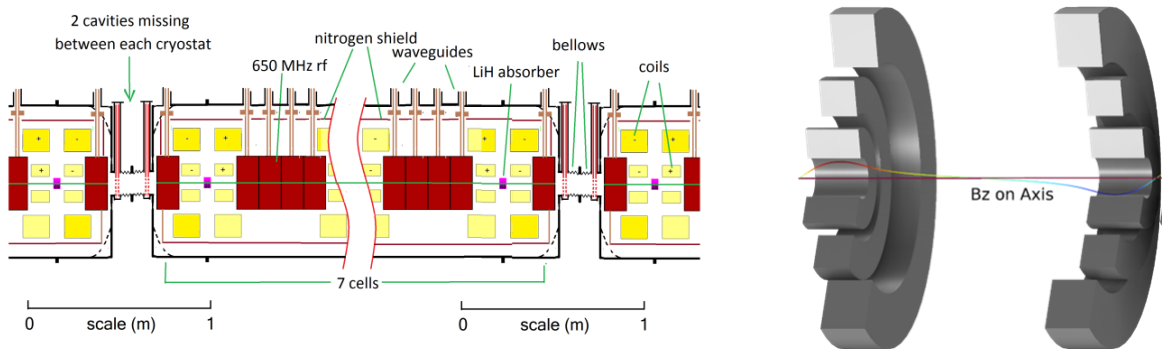 2 cavities missing
between each cryostat
nitrogen shield
waveguides
bellows
650 MHz rf
LiH absorber
coils
+ -
- +
-
-
+ -
- +
- +
+ -
- +
- +
7 cells
0 scale (m) 1
0 scale (m) 1
Bz on Axis